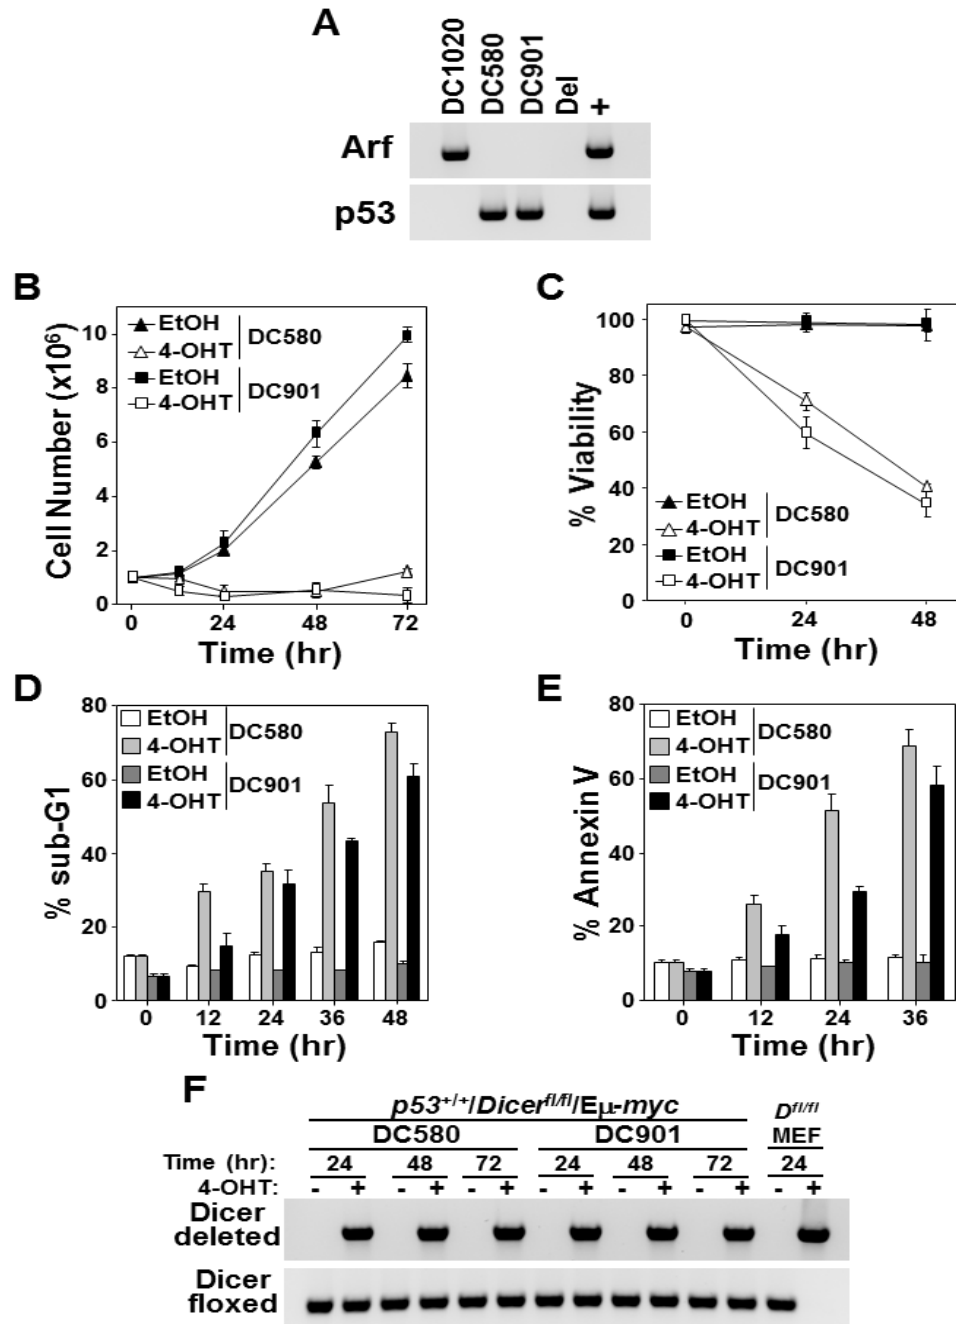 A
DC1020 DC580 DC901 Del +
Arf
p53
B
EtOH
4-OHT
DC580
EtOH
4-OHT
DC901
Cell Number (x10⁶)
10
8
6
4
2
0
0 24 48 72
Time (hr)
C
100
80
60
40
20
0
% Viability
EtOH
4-OHT
DC580
EtOH
4-OHT
DC901
0 24 48
Time (hr)
D
80
60
40
20
0
% sub-G1
EtOH
4-OHT
DC580
EtOH
4-OHT
DC901
0 12 24 36 48
Time (hr)
E
80
60
40
20
0
% Annexin V
EtOH
4-OHT
DC580
EtOH
4-OHT
DC901
0 12 24 36
Time (hr)
F
p53⁺/⁺/Dicerᶠˡ/ᶠˡ/Eμ-myc Dᶠˡ/ᶠˡ
DC580 DC901 MEF
Time (hr): 24 48 72 24 48 72 24
4-OHT: - + - + - + - + - + - + - +
Dicer
deleted
Dicer
floxed